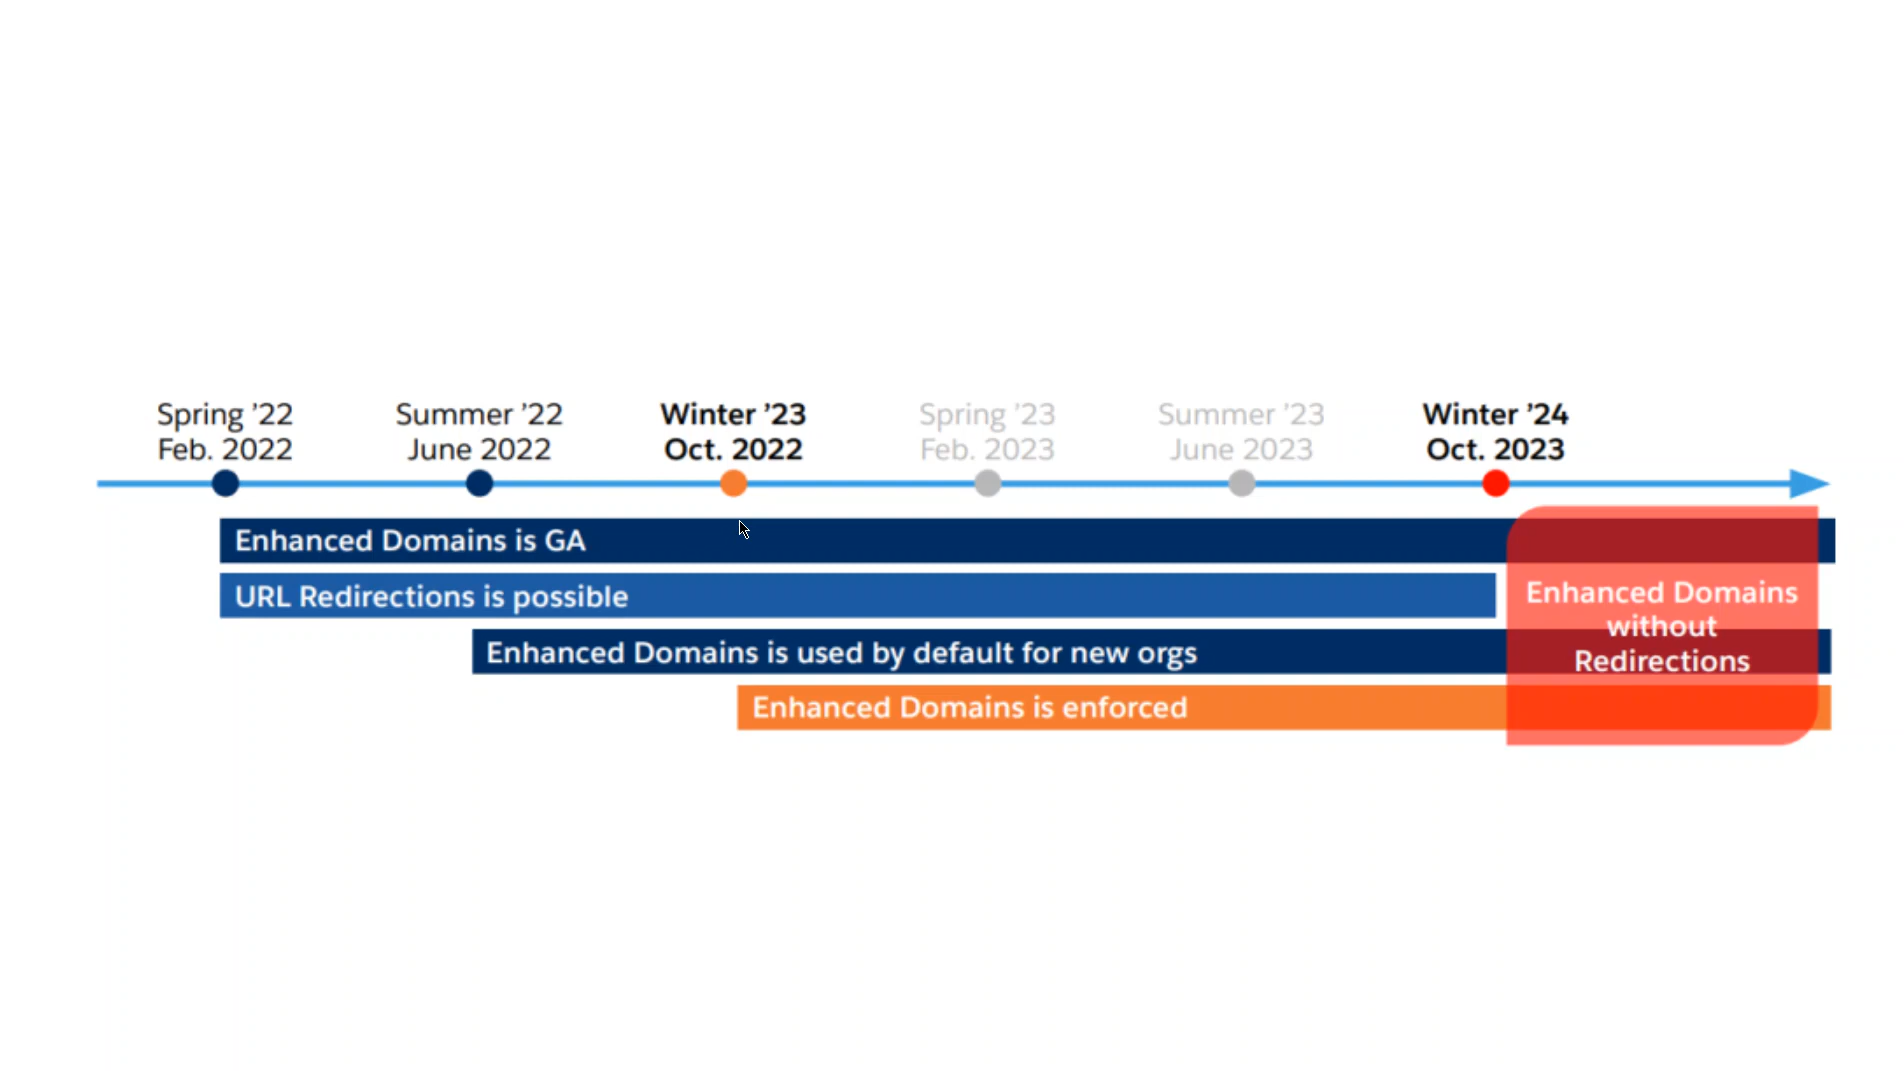 Spring ’22
Feb. 2022
Summer ’22
June 2022
Winter ’23
Oct. 2022
Spring ’23
Feb. 2023
Summer ’23
June 2023
Winter ’24
Oct. 2023
Enhanced Domains is GA
URL Redirections is possible
Enhanced Domains is used by default for new orgs
Enhanced Domains is enforced
Enhanced Domains
without
Redirections